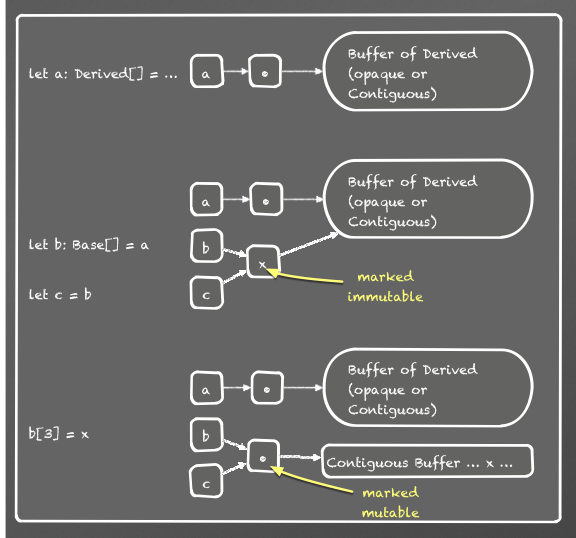 let a: Derived[] = ...
a
Buffer of Derived
(opaque or
Contiguous)
a
Buffer of Derived
(opaque or
Contiguous)
let b: Base[] = a
b
x
let c = b
c
marked
immutable
a
Buffer of Derived
(opaque or
Contiguous)
b[3] = x
b
c
Contiguous Buffer ... x ...
marked
mutable